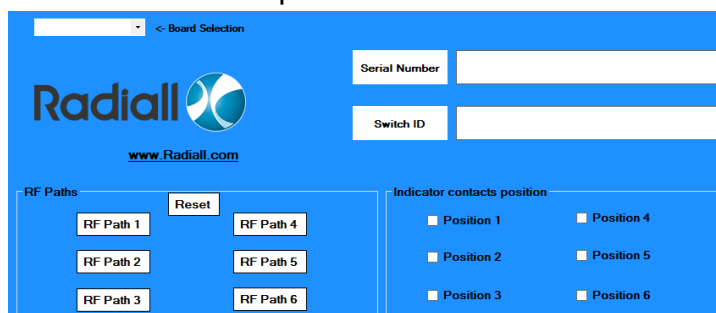 <- Board Selection
Serial Number
Radiall
Switch ID
www.Radiall.com
RF Paths
Indicator contacts position
Reset
RF Path 1
RF Path 4
Position 1
Position 4
RF Path 2
RF Path 5
Position 2
Position 5
RF Path 3
RF Path 6
Position 3
Position 6